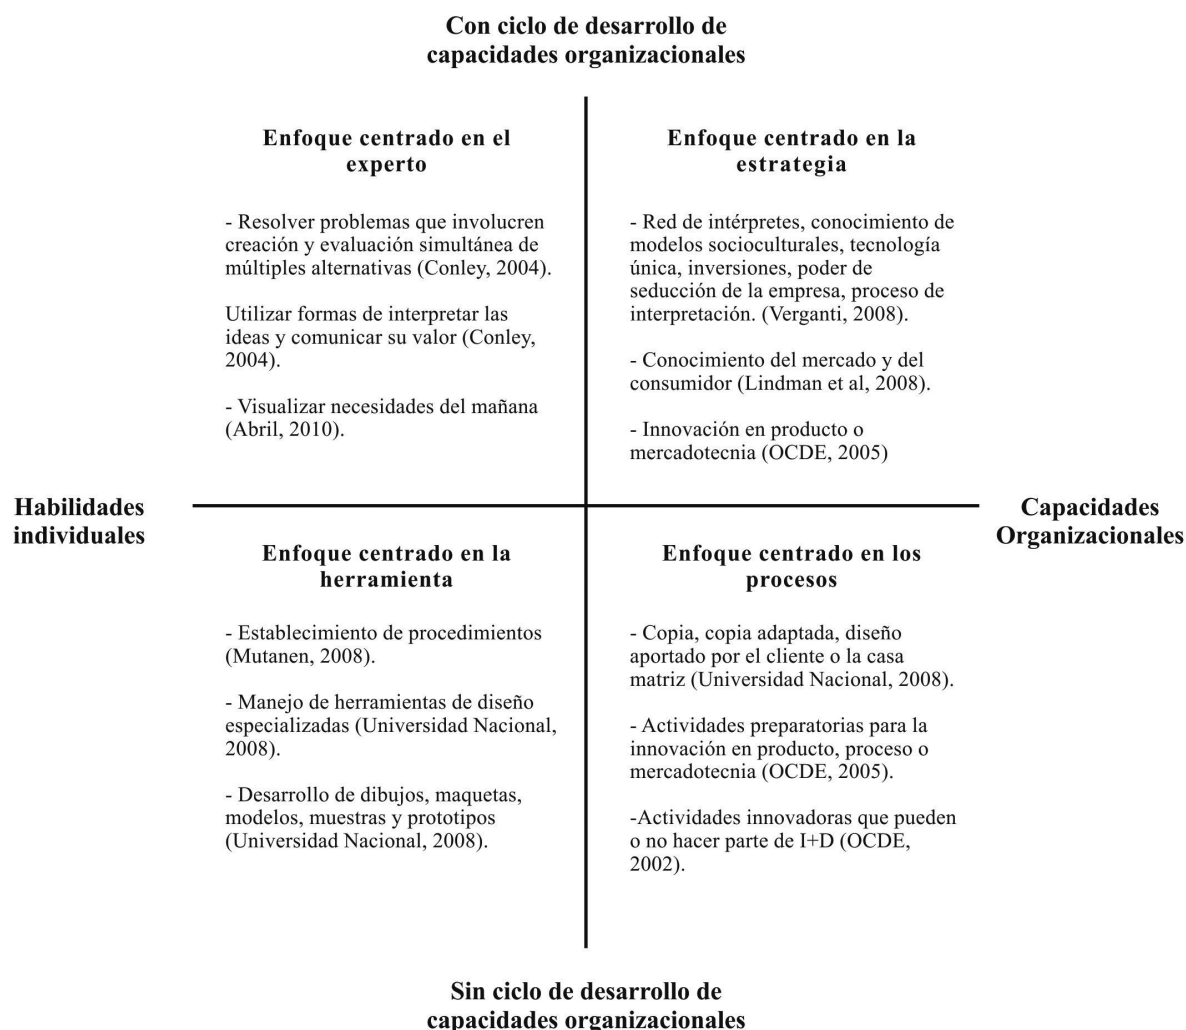 Con ciclo de desarrollo de
capacidades organizacionales
Enfoque centrado en el
experto
- Resolver problemas que involucren
creación y evaluación simultánea de
múltiples alternativas (Conley, 2004).
Utilizar formas de interpretar las
ideas y comunicar su valor (Conley,
2004).
- Visualizar necesidades del mañana
(Abril, 2010).
Enfoque centrado en la
estrategia
- Red de intérpretes, conocimiento de
modelos socioculturales, tecnología
única, inversiones, poder de
seducción de la empresa, proceso de
interpretación. (Verganti, 2008).
- Conocimiento del mercado y del
consumidor (Lindman et al, 2008).
- Innovación en producto o
mercadotecnia (OCDE, 2005)
Habilidades
individuales
Capacidades
Organizacionales
Enfoque centrado en la
herramienta
- Establecimiento de procedimientos
(Mutanen, 2008).
- Manejo de herramientas de diseño
especializadas (Universidad Nacional,
2008).
- Desarrollo de dibujos, maquetas,
modelos, muestras y prototipos
(Universidad Nacional, 2008).
Enfoque centrado en los
procesos
- Copia, copia adaptada, diseño
aportado por el cliente o la casa
matriz (Universidad Nacional, 2008).
- Actividades preparatorias para la
innovación en producto, proceso o
mercadotecnia (OCDE, 2005).
-Actividades innovadoras que pueden
o no hacer parte de I+D (OCDE,
2002).
Sin ciclo de desarrollo de
capacidades organizacionales